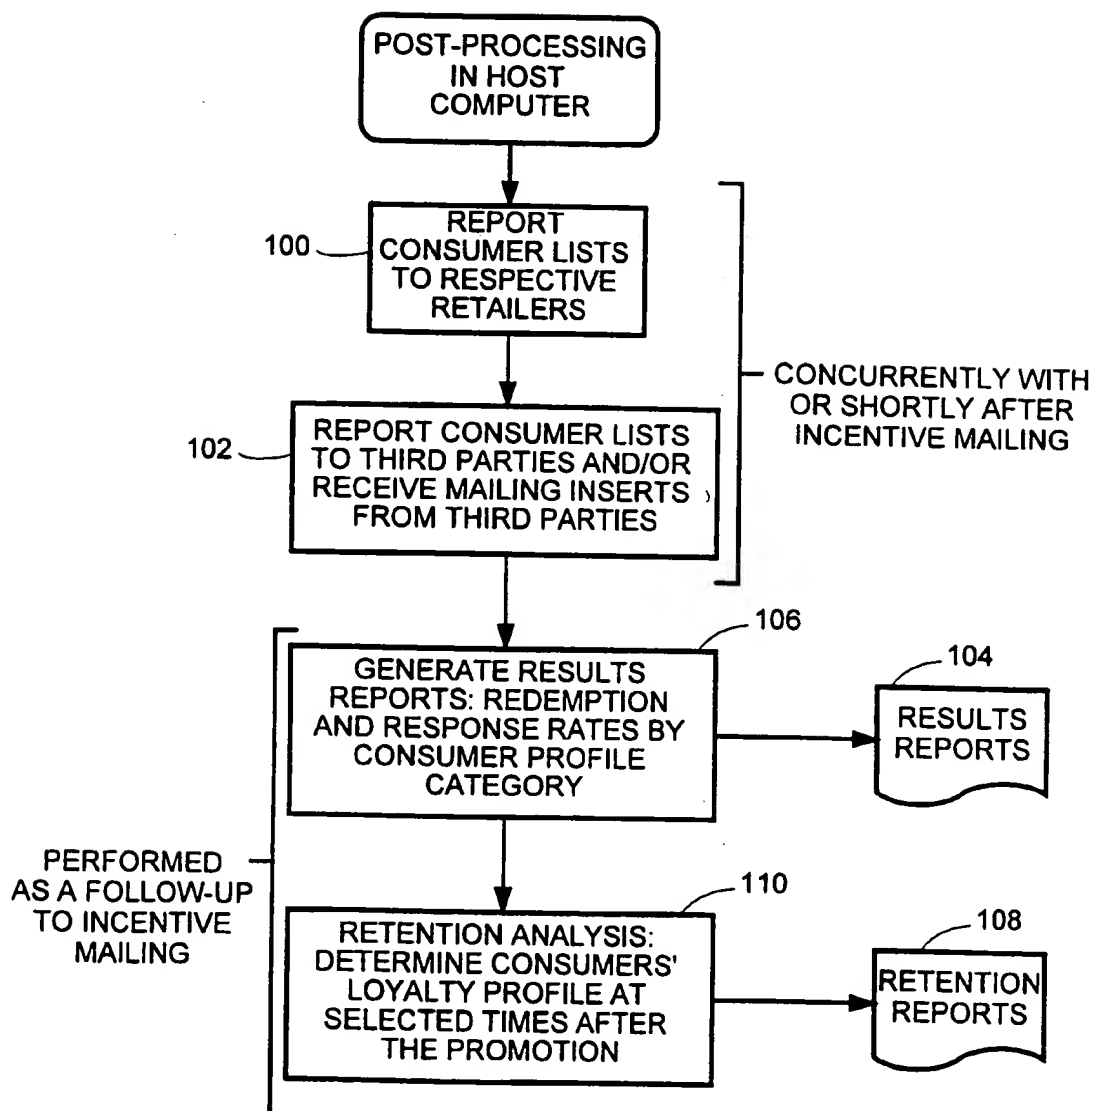 POST-PROCESSING
IN HOST
COMPUTER
100
REPORT
CONSUMER LISTS
TO RESPECTIVE
RETAILERS
CONCURRENTLY WITH
OR SHORTLY AFTER
INCENTIVE MAILING
102
REPORT CONSUMER LISTS
TO THIRD PARTIES AND/OR
RECEIVE MAILING INSERTS
FROM THIRD PARTIES
106
GENERATE RESULTS
REPORTS: REDEMPTION
AND RESPONSE RATES BY
CONSUMER PROFILE
CATEGORY
104
RESULTS
REPORTS
PERFORMED
AS A FOLLOW-UP
TO INCENTIVE
MAILING
110
RETENTION ANALYSIS:
DETERMINE CONSUMERS'
LOYALTY PROFILE AT
SELECTED TIMES AFTER
THE PROMOTION
108
RETENTION
REPORTS